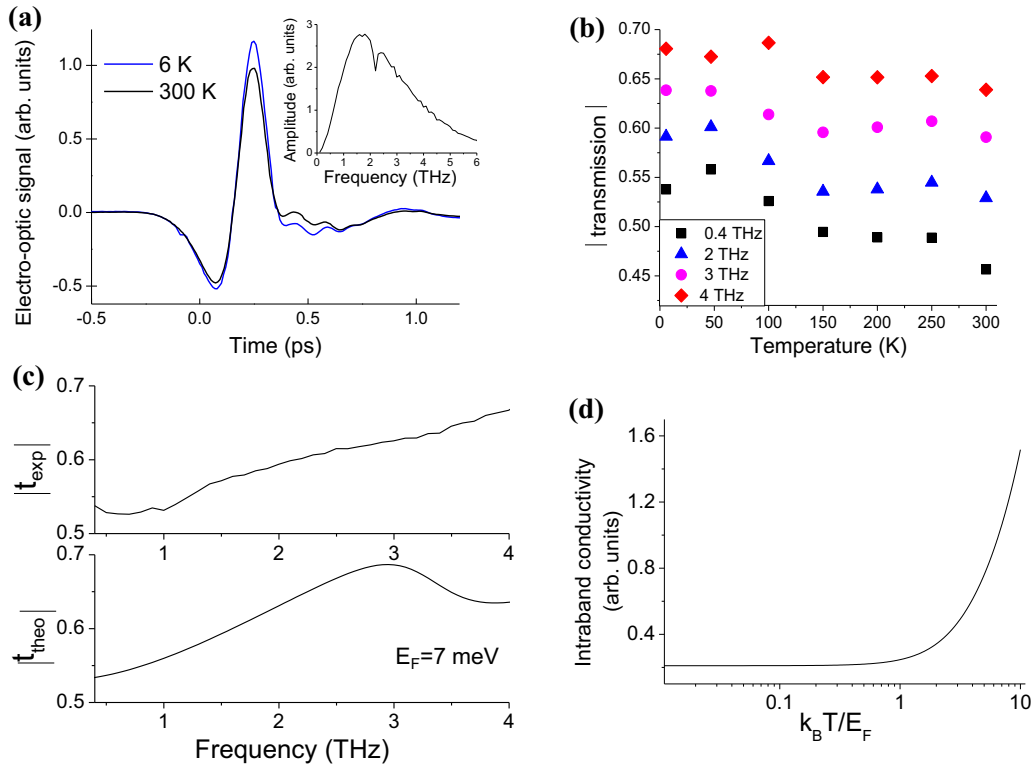 (a)
Electro-optic signal (arb. units)
1.0
0.5
0.0
-0.5
6 K
300 K
-0.5
0.0
0.5
1.0
Time (ps)
Amplitude (arb. units)
3
2
1
0
0 1 2 3 4 5 6
Frequency (THz)
(b)
| transmission |
0.70
0.65
0.60
0.55
0.50
0.45
0.4 THz
2 THz
3 THz
4 THz
0 50 100 150 200 250 300
Temperature (K)
(c)
|t_exp|
0.7
0.6
0.5
1 2 3 4
|t_theo|
0.7
0.6
0.5
E_F=7 meV
1 2 3 4
Frequency (THz)
(d)
Intraband conductivity
(arb. units)
1.6
1.2
0.8
0.4
0.1 1 10
k_BT/E_F